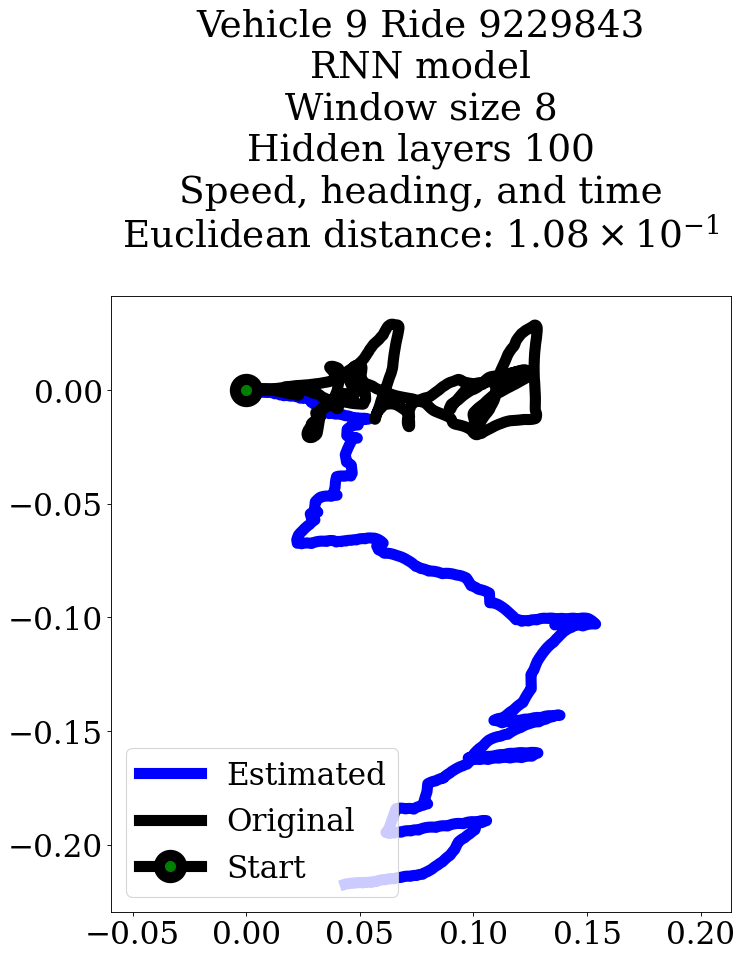 Vehicle 9 Ride 9229843
RNN model
Window size 8
Hidden layers 100
Speed, heading, and time
Euclidean distance: 1.08 × 10⁻¹
0.00
−0.05
−0.10
−0.15
−0.20
Estimated
Original
Start
−0.05 0.00 0.05 0.10 0.15 0.20